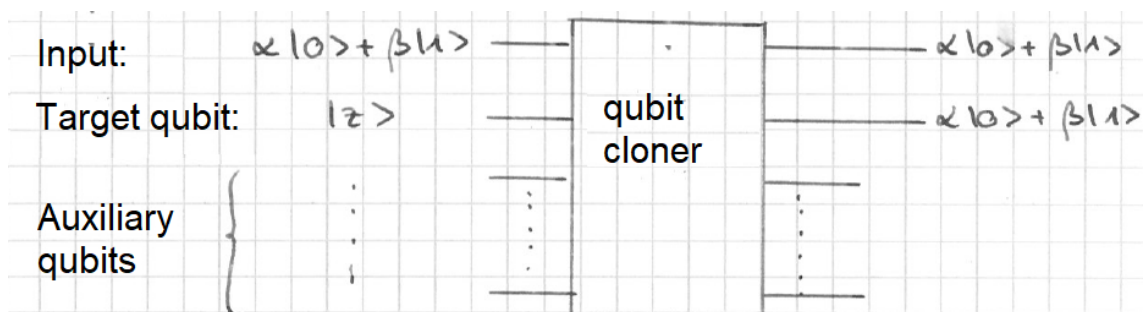 Input: α|0>+ β|1> α|0>+ β|1>
Target qubit: |z> qubit α|0>+ β|1>
cloner
Auxiliary
qubits